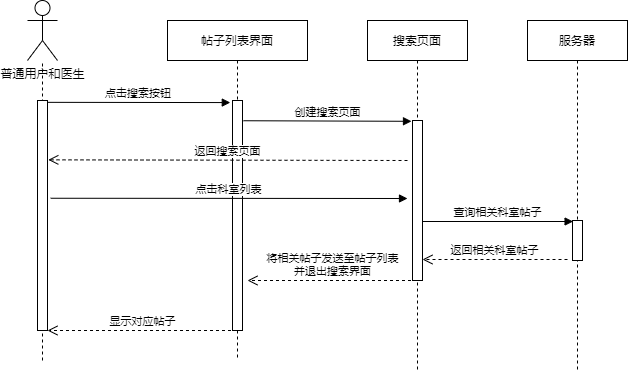 帖子列表界面
搜索页面
服务器
普通用户和医生
点击搜索按钮
创建搜索页面
返回搜索页面
点击科室列表
查询相关科室帖子
返回相关科室帖子
将相关帖子发送至帖子列表
并退出搜索界面
显示对应帖子